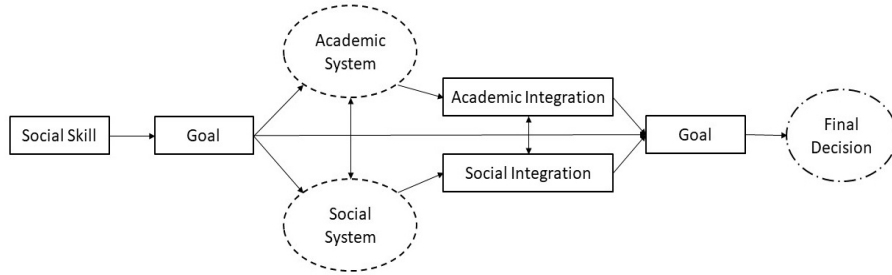 Academic
System
Academic Integration
Social Skill
Goal
Goal
Final
Decision
Social Integration
Social
System